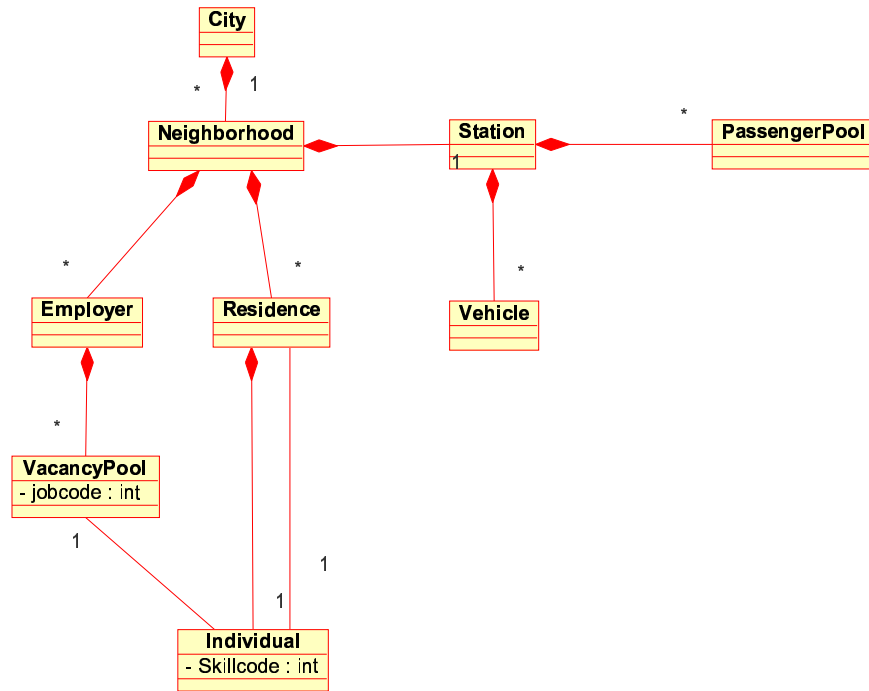 City
* 1
Neighborhood
Station
1
*
PassengerPool
*
*
*
Employer
Residence
Vehicle
*
VacancyPool
- jobcode : int
1
1
1
Individual
- Skillcode : int